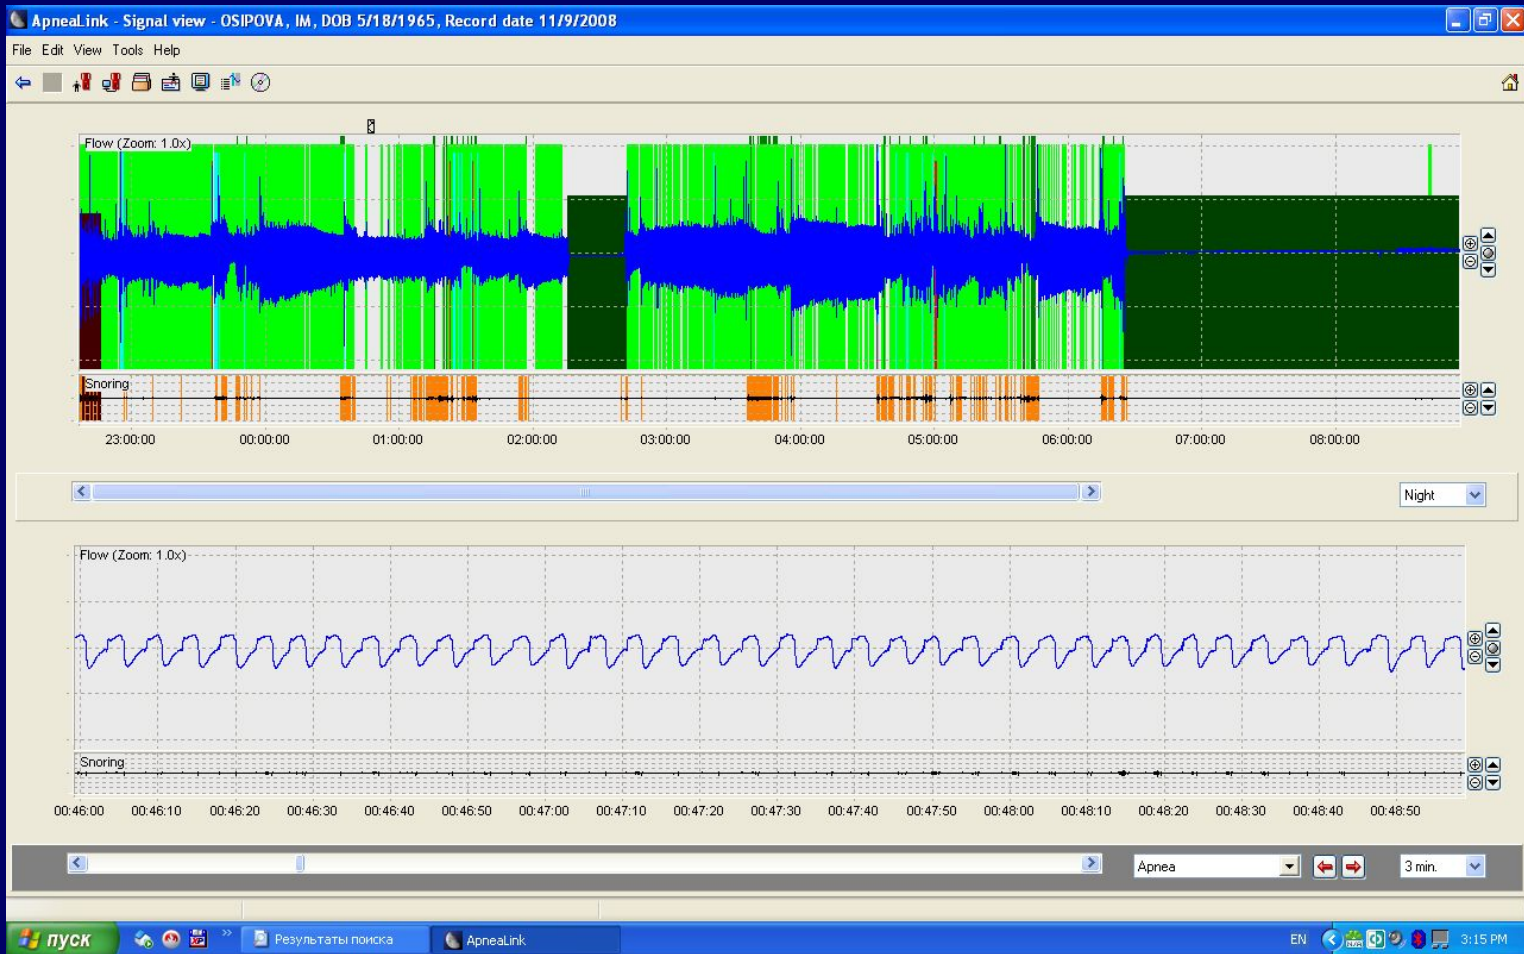 ApneaLink - Signal view - OSIPOVA, IM, DOB 5/18/1965, Record date 11/9/2008
File Edit View Tools Help
Flow (Zoom: 1.0x)
Snoring
23:00:00 00:00:00 01:00:00 02:00:00 03:00:00 04:00:00 05:00:00 06:00:00 07:00:00 08:00:00
Night
Flow (Zoom: 1.0x)
Snoring
00:46:00 00:46:10 00:46:20 00:46:30 00:46:40 00:46:50 00:47:00 00:47:10 00:47:20 00:47:30 00:47:40 00:47:50 00:48:00 00:48:10 00:48:20 00:48:30 00:48:40 00:48:50
Apnea 3 min.
пуск Результаты поиска ApneaLink EN 3:15 PM